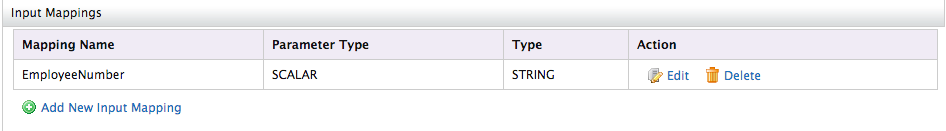 Input Mappings
Mapping Name Parameter Type Type Action
EmployeeNumber SCALAR STRING Edit Delete
Add New Input Mapping